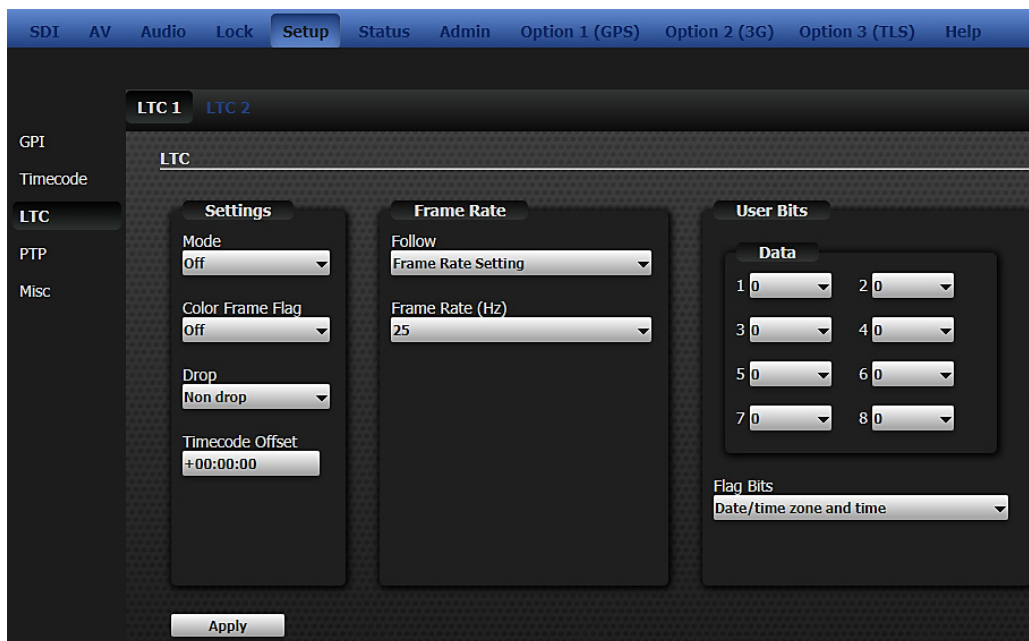 SDI AV Audio Lock Setup Status Admin Option 1 (GPS) Option 2 (3G) Option 3 (TLS) Help
LTC 1 LTC 2
GPI
Timecode
LTC
PTP
Misc
LTC
Settings
Mode
Off
Color Frame Flag
Off
Drop
Non drop
Timecode Offset
+00:00:00
Frame Rate
Follow
Frame Rate Setting
Frame Rate (Hz)
25
User Bits
Data
1 0 2 0
3 0 4 0
5 0 6 0
7 0 8 0
Flag Bits
Date/time zone and time
Apply